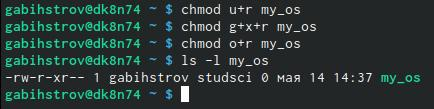 gabihstrov@dk8n74 ~ $ chmod u+r my_os
gabihstrov@dk8n74 ~ $ chmod g+x+r my_os
gabihstrov@dk8n74 ~ $ chmod o+r my_os
gabihstrov@dk8n74 ~ $ ls -l my_os
-rw-r-xr-- 1 gabihstrov studsci 0 мая 14 14:37 my_os
gabihstrov@dk8n74 ~ $